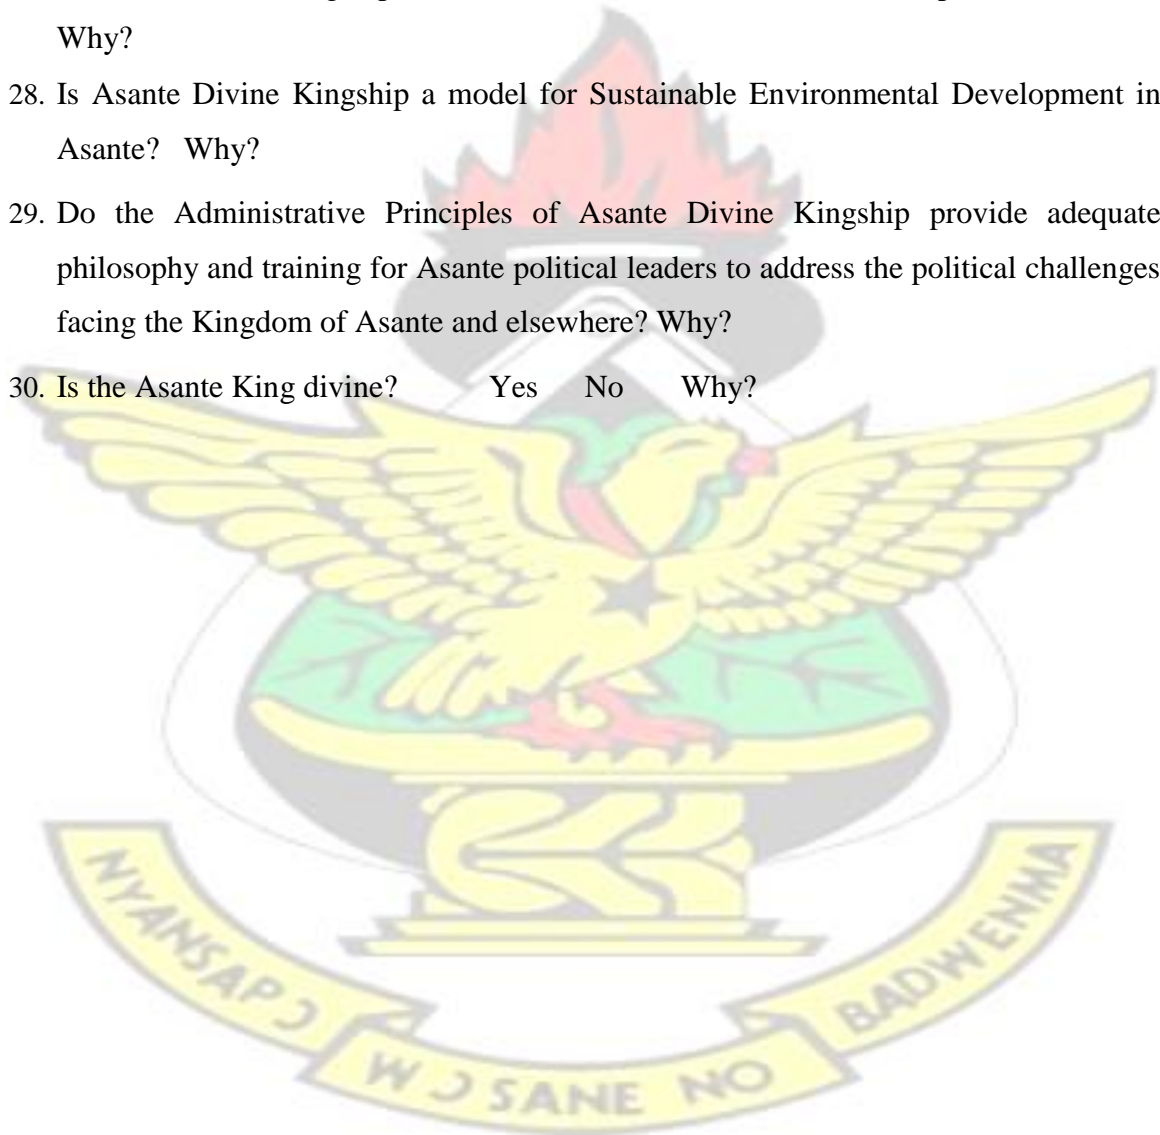 Why?
28. Is Asante Divine Kingship a model for Sustainable Environmental Development in
Asante? Why?
29. Do the Administrative Principles of Asante Divine Kingship provide adequate
philosophy and training for Asante political leaders to address the political challenges
facing the Kingdom of Asante and elsewhere? Why?
30. Is the Asante King divine? Yes No Why?
NYANSAPƆ
WƆSANE NO
BADWENMA